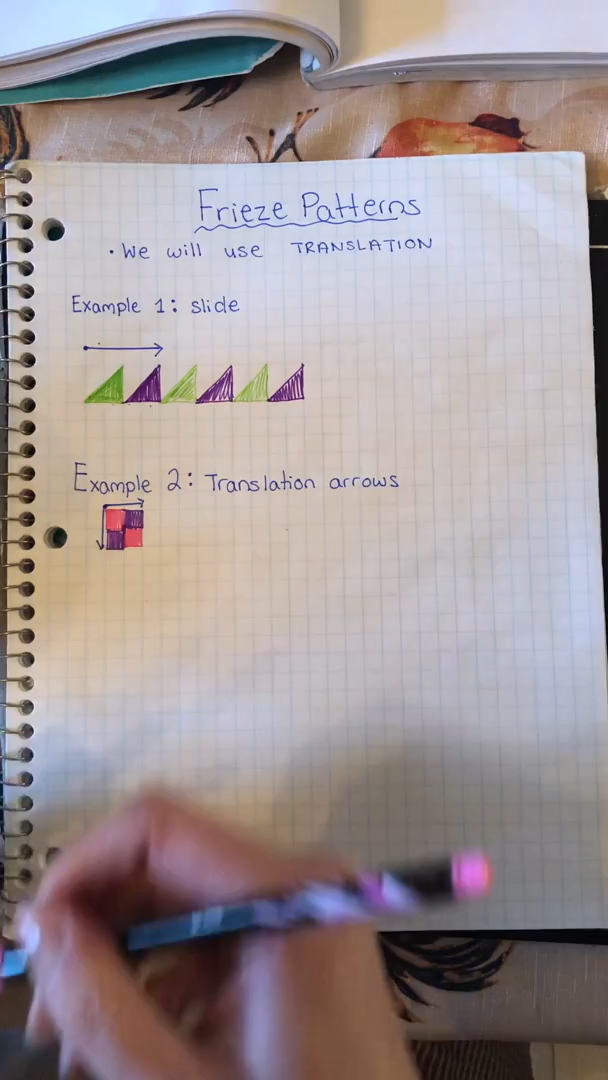 Frieze Patterns
• We will use TRANSLATION
Example 1: slide
Example 2: Translation arrows